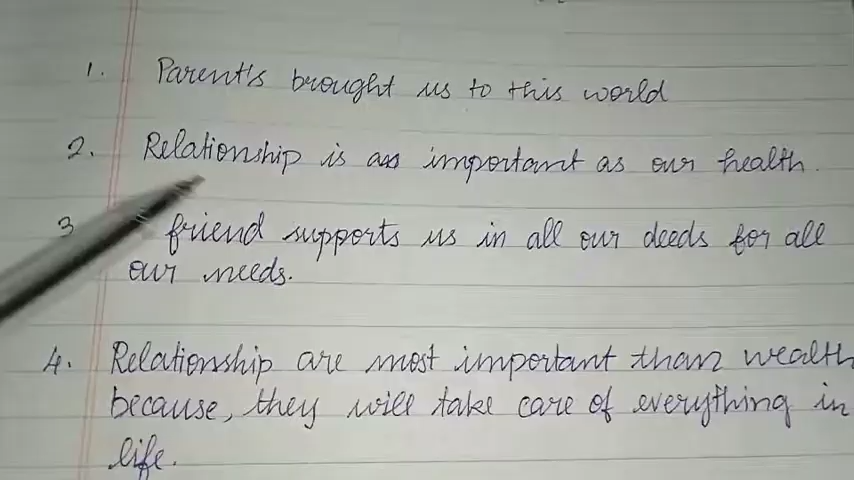 1. Parent's brought us to this world
2. Relationship is as important as our health.
3 friend supports us in all our deeds for all
our needs.
4. Relationship are most important than wealth
because, they will take care of everything in
life.